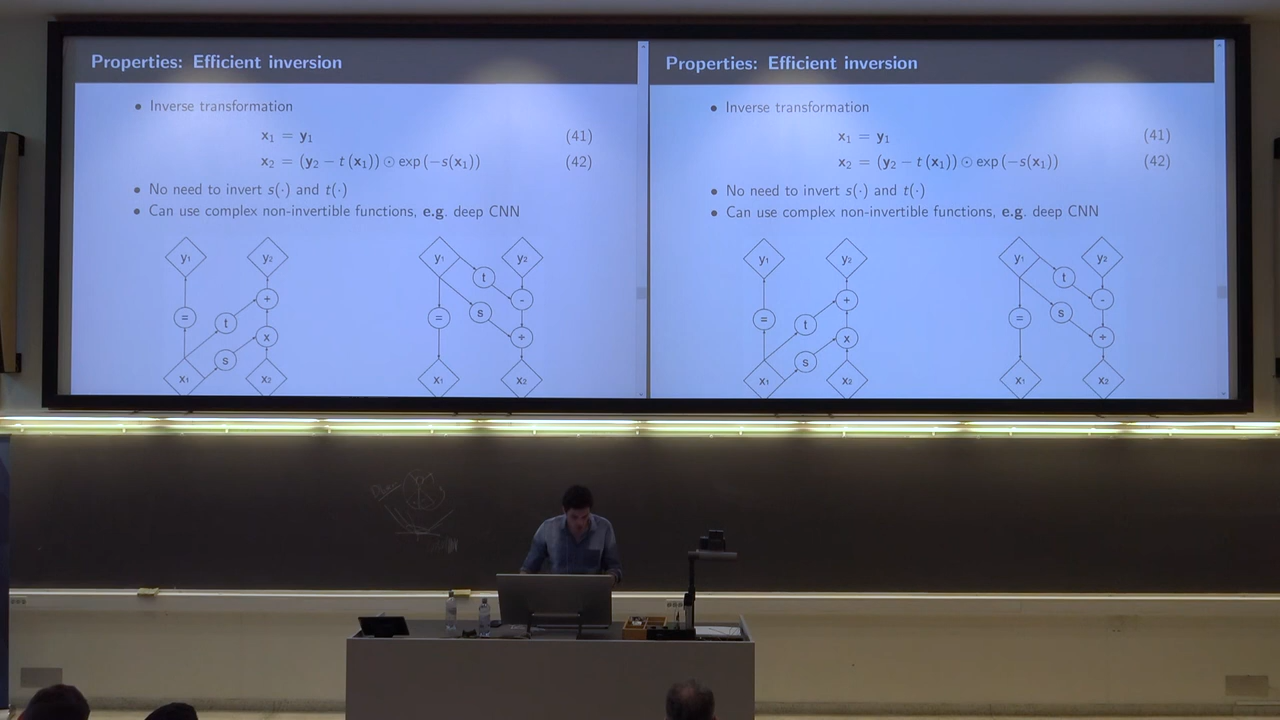 Properties: Efficient inversion
• Inverse transformation
x₁ = y₁ (41)
x₂ = (y₂ − t (x₁)) ⊙ exp (−s(x₁)) (42)
• No need to invert s(·) and t(·)
• Can use complex non-invertible functions, e.g. deep CNN
y₁ y₂ y₁ y₂
t
+ -
= t = s
x ÷
s
x₁ x₂ x₁ x₂
Properties: Efficient inversion
• Inverse transformation
x₁ = y₁ (41)
x₂ = (y₂ − t (x₁)) ⊙ exp (−s(x₁)) (42)
• No need to invert s(·) and t(·)
• Can use complex non-invertible functions, e.g. deep CNN
y₁ y₂ y₁ y₂
t
+ -
= t = s
x ÷
s
x₁ x₂ x₁ x₂